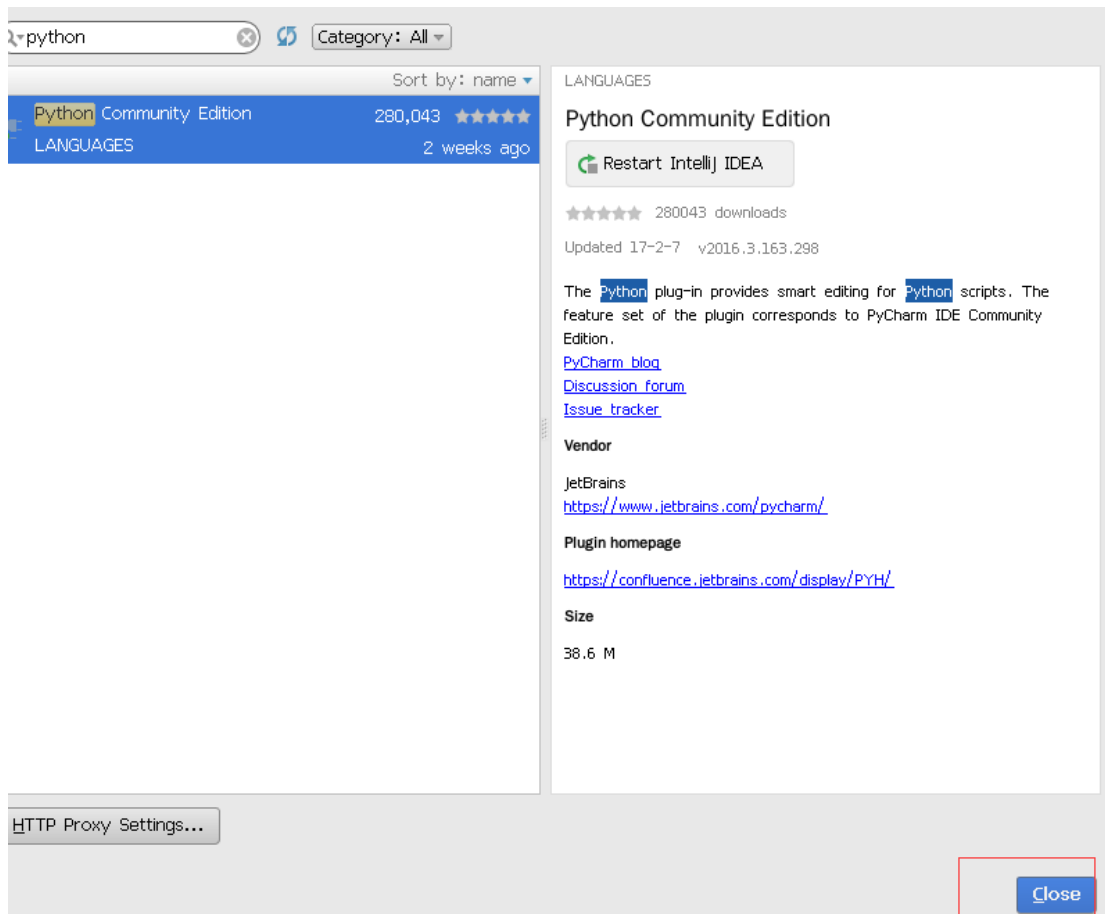 python
Category: All
Sort by: name
Python Community Edition 280,043
LANGUAGES 2 weeks ago
LANGUAGES
Python Community Edition
Restart IntelliJ IDEA
280043 downloads
Updated 17-2-7 v2016.3.163.298
The Python plug-in provides smart editing for Python scripts. The
feature set of the plugin corresponds to PyCharm IDE Community
Edition.
PyCharm blog
Discussion forum
Issue tracker
Vendor
JetBrains
https://www.jetbrains.com/pycharm/
Plugin homepage
https://confluence.jetbrains.com/display/PYH/
Size
38.6 M
HTTP Proxy Settings...
Close